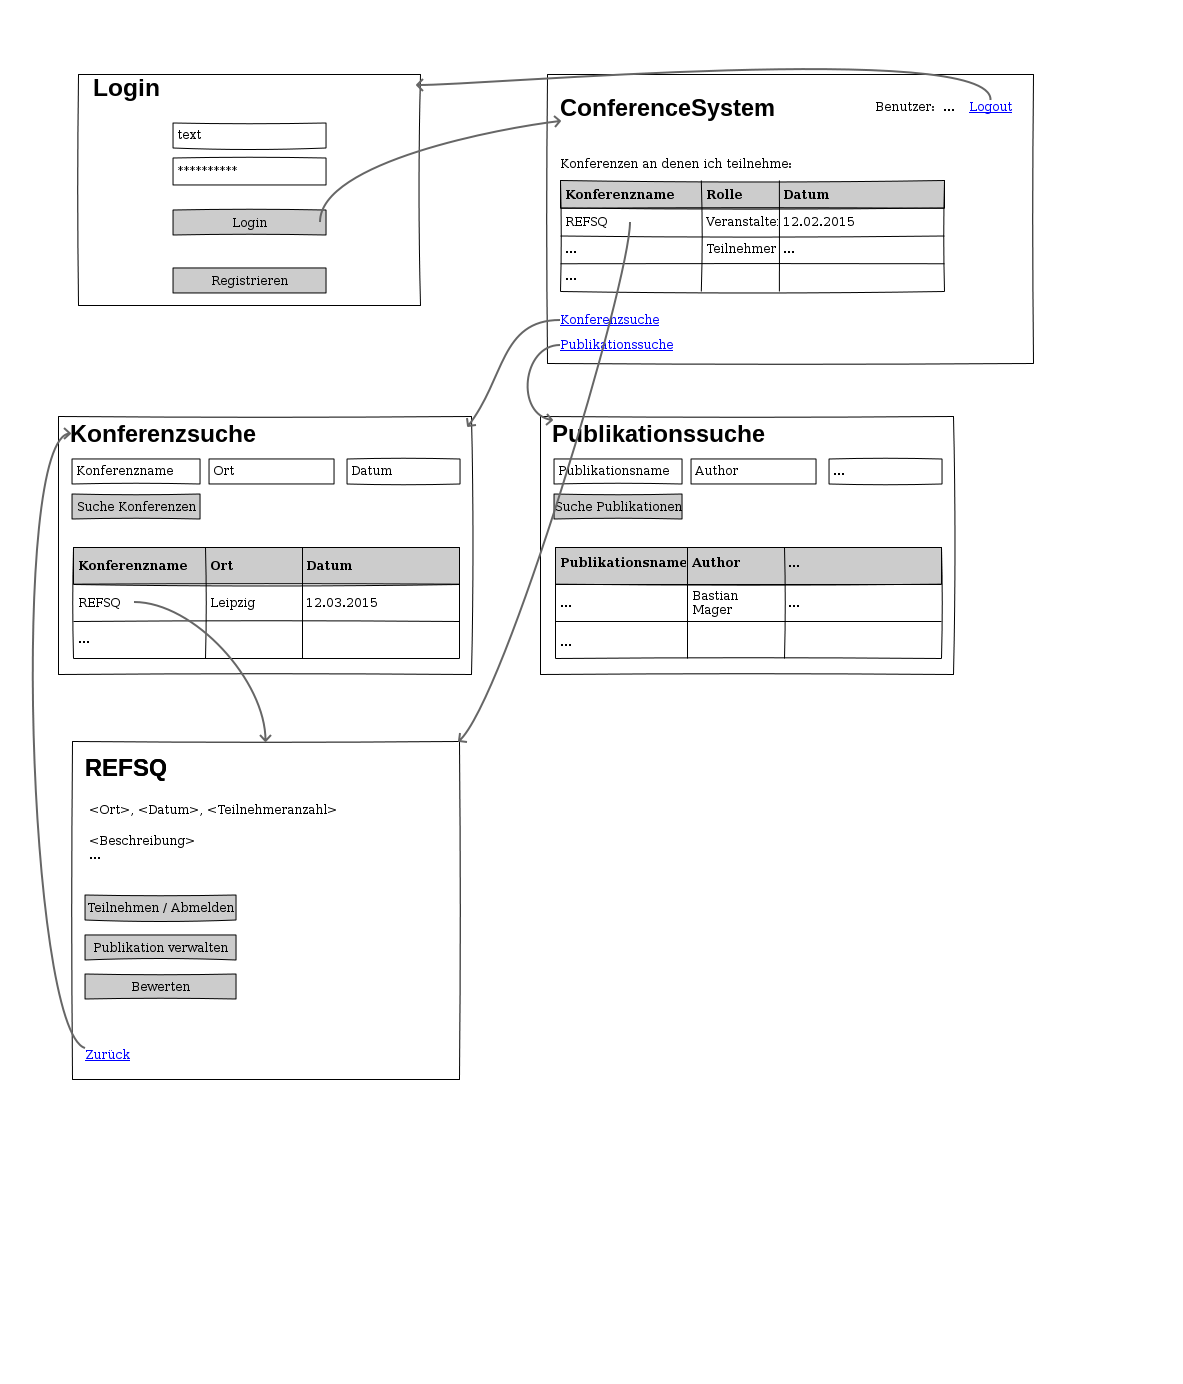 Login
text
**********
Login
Registrieren
ConferenceSystem
Benutzer: ... Logout
Konferenzen an denen ich teilnehme:
Konferenzname Rolle Datum
REFSQ Veranstalte 12.02.2015
... Teilnehmer ...
...
Konferenzsuche
Publikationssuche
Konferenzsuche
Konferenzname Ort Datum
Suche Konferenzen
Konferenzname Ort Datum
REFSQ Leipzig 12.03.2015
...
Publikationssuche
Publikationsname Author ...
Suche Publikationen
Publikationsname Author ...
... Bastian Mager ...
...
REFSQ
<Ort>, <Datum>, <Teilnehmeranzahl>
<Beschreibung>
...
Teilnehmen / Abmelden
Publikation verwalten
Bewerten
Zurück